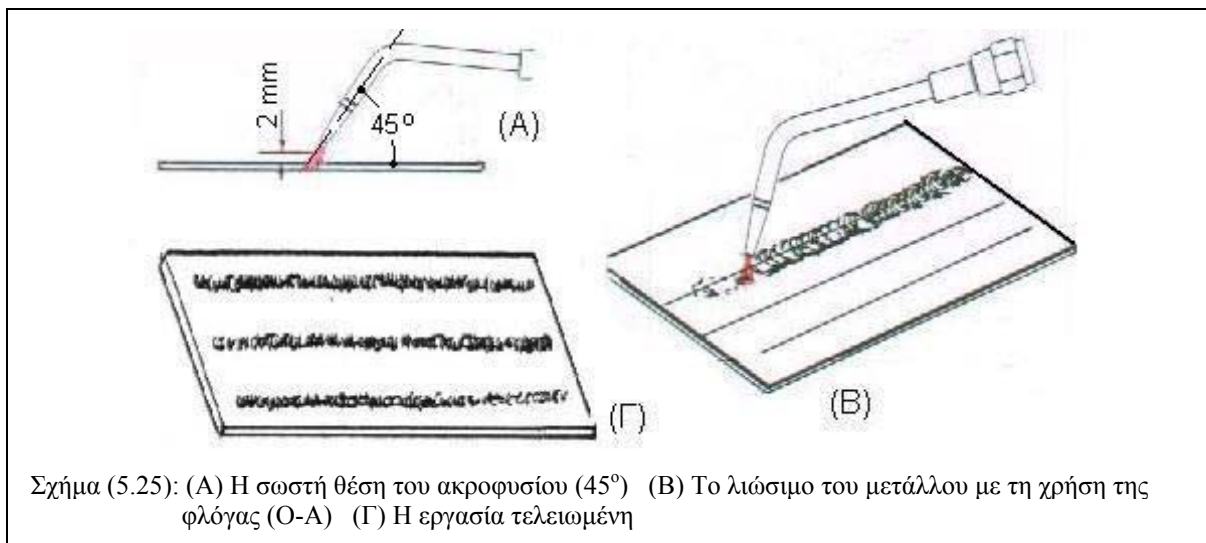 2 mm
45°
(A)
(B)
(Γ)
Σχήμα (5.25): (Α) Η σωστή θέση του ακροφυσίου (45°) (Β) Το λιώσιμο του μετάλλου με τη χρήση της
φλόγας (Ο-Α) (Γ) Η εργασία τελειωμένη